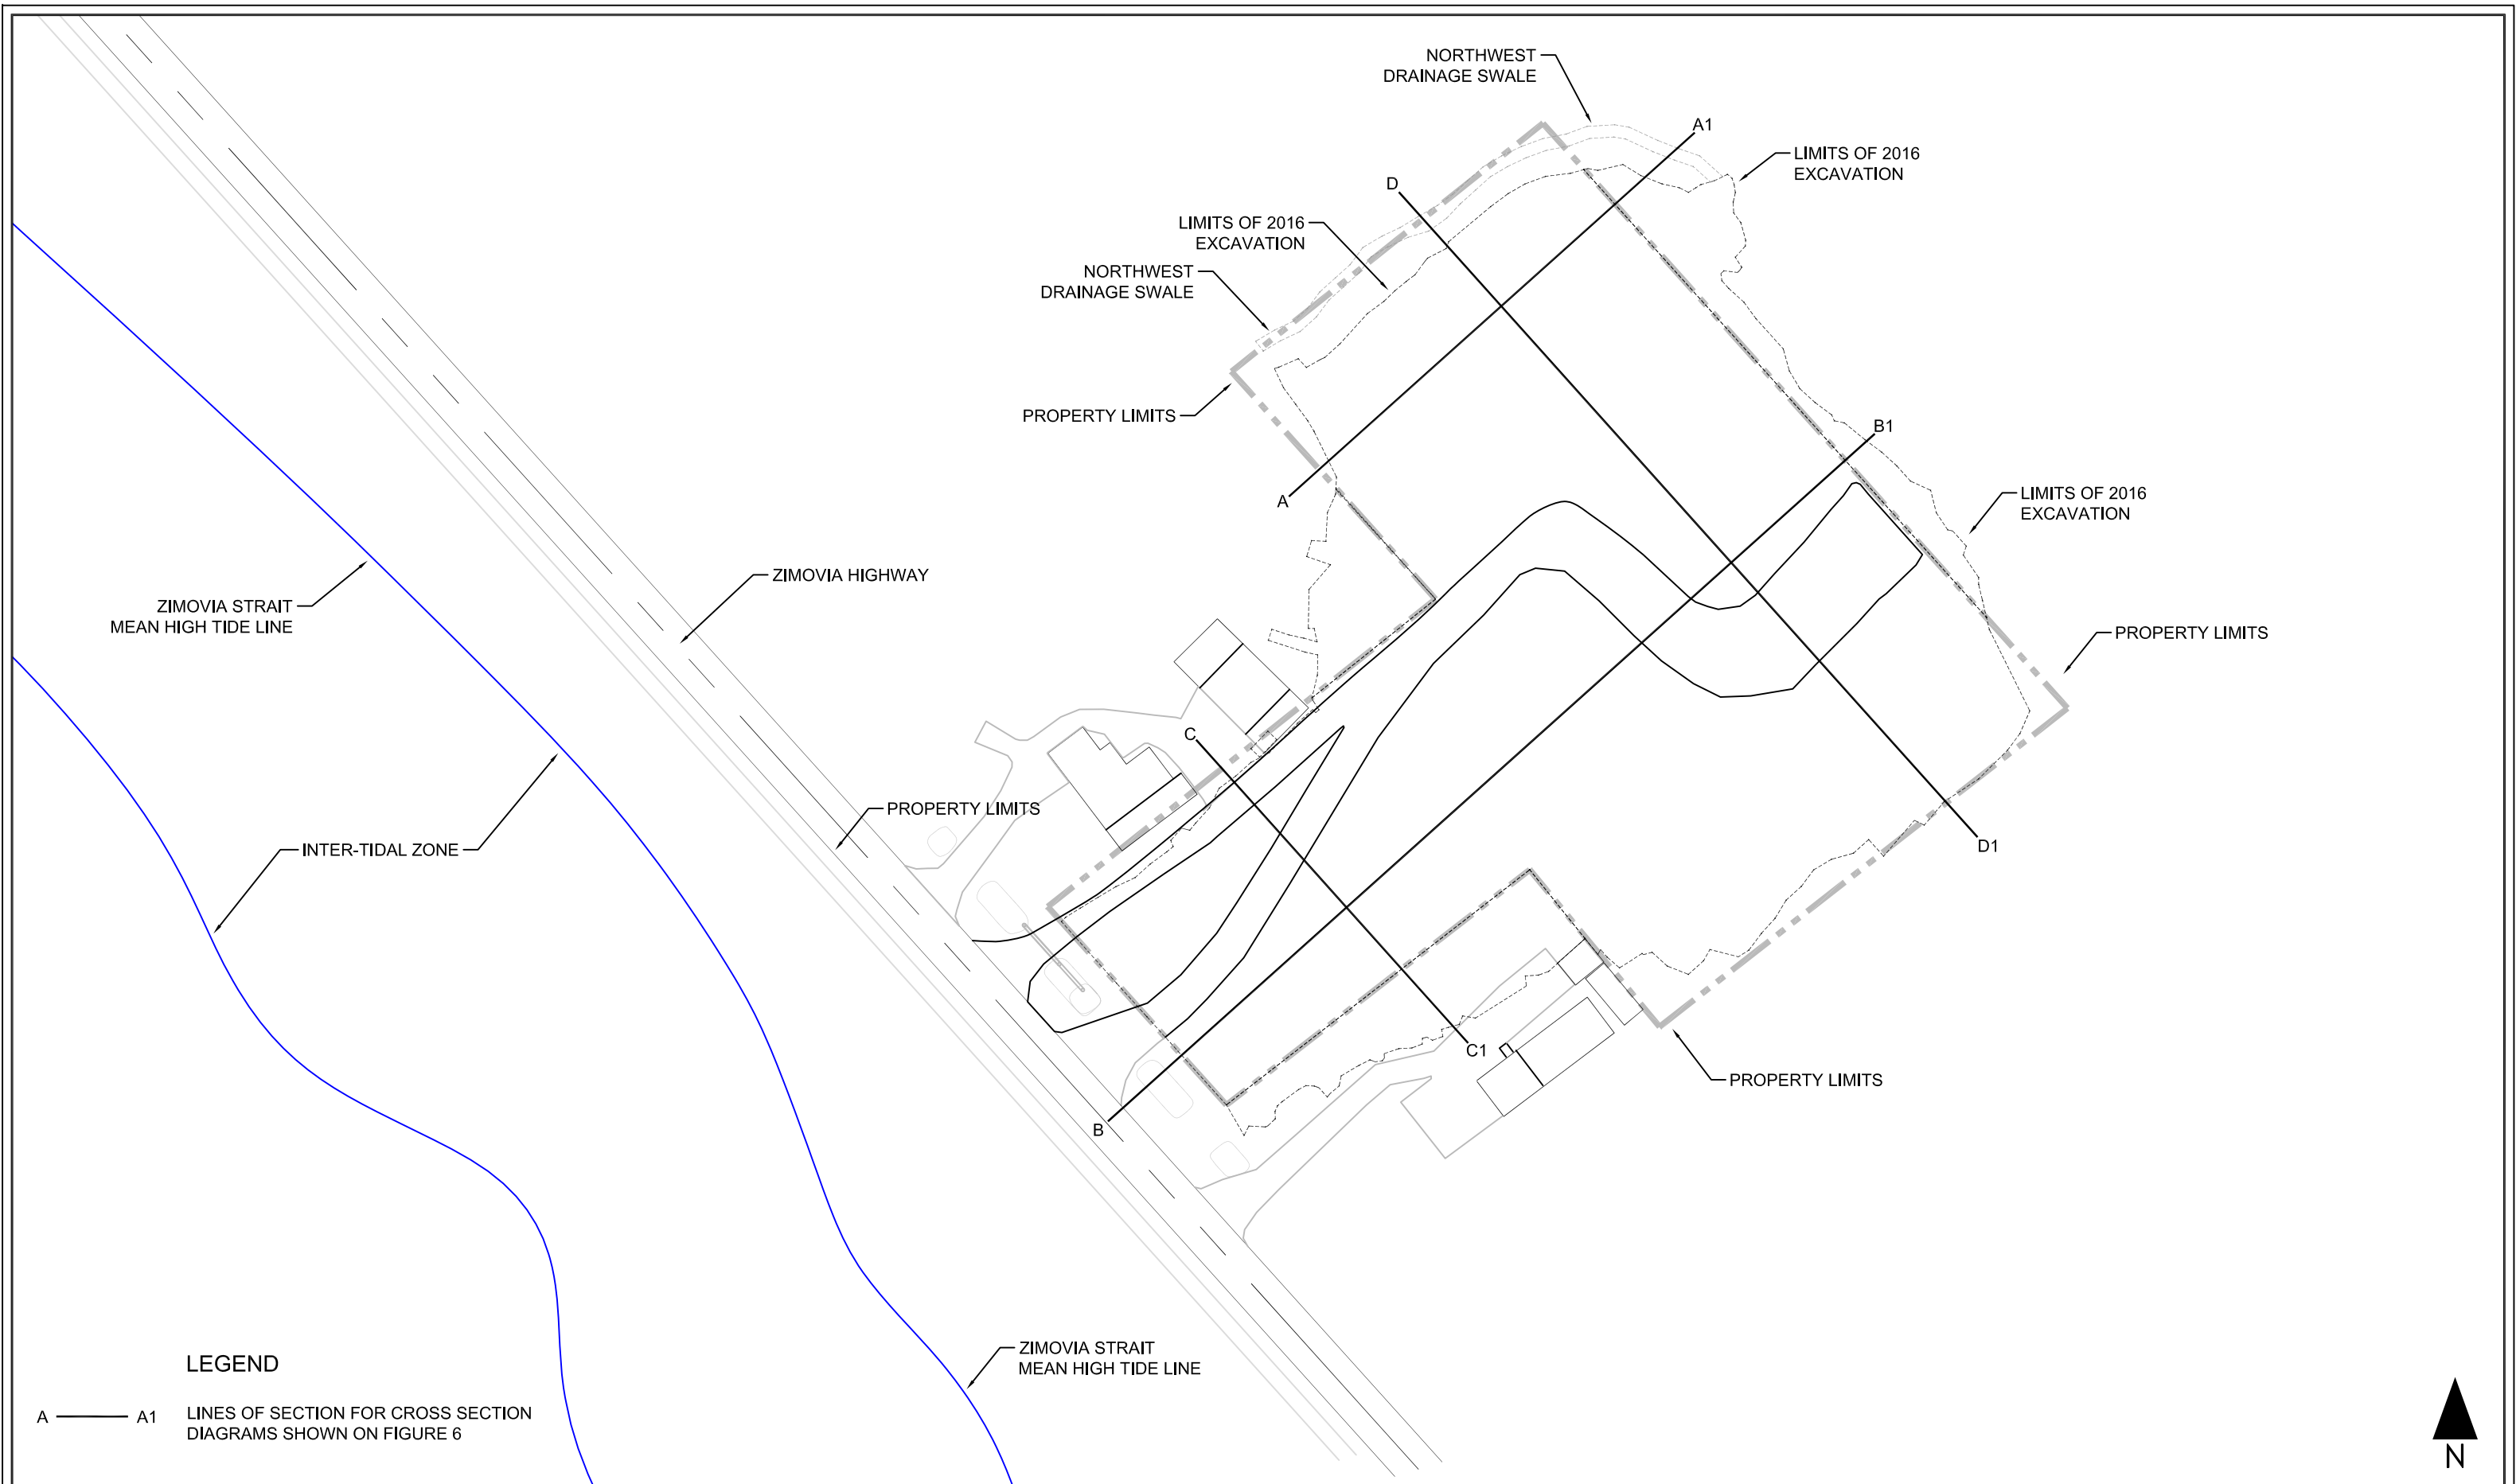 NORTHWEST
DRAINAGE SWALE
A1
LIMITS OF 2016
EXCAVATION
D
LIMITS OF 2016
EXCAVATION
NORTHWEST
DRAINAGE SWALE
PROPERTY LIMITS
B1
A
LIMITS OF 2016
EXCAVATION
ZIMOVIA HIGHWAY
ZIMOVIA STRAIT
MEAN HIGH TIDE LINE
PROPERTY LIMITS
C
PROPERTY LIMITS
INTER-TIDAL ZONE
D1
C1
PROPERTY LIMITS
B
ZIMOVIA STRAIT
MEAN HIGH TIDE LINE
LEGEND
A A1
LINES OF SECTION FOR CROSS SECTION
DIAGRAMS SHOWN ON FIGURE 6
N